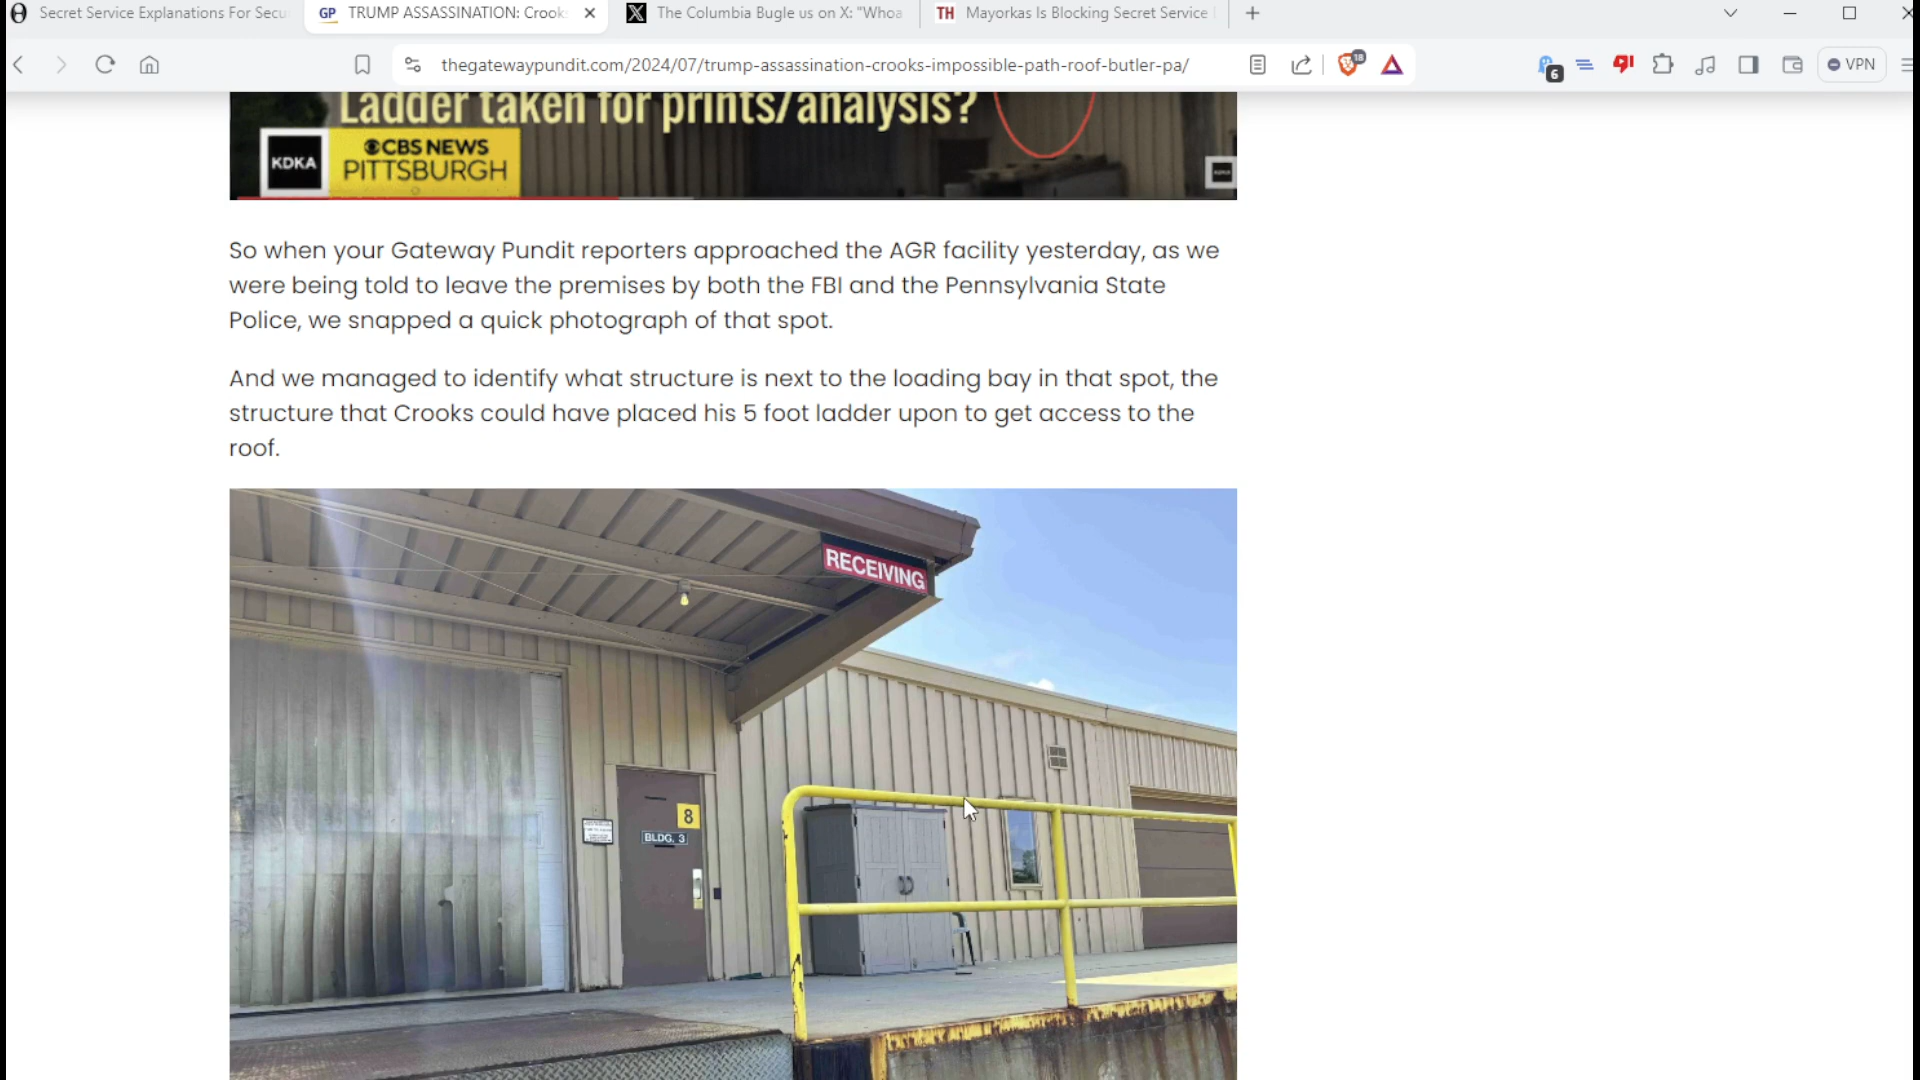 Secret Service Explanations For Secu
GP TRUMP ASSASSINATION: Crook
The Columbia Bugle us on X: "Whoa
TH Mayorkas Is Blocking Secret Service
thegatewaypundit.com/2024/07/trump-assassination-crooks-impossible-path-roof-butler-pa/
18
6
VPN
Ladder taken for prints/analysis?
KDKA
CBS NEWS
PITTSBURGH
So when your Gateway Pundit reporters approached the AGR facility yesterday, as we
were being told to leave the premises by both the FBI and the Pennsylvania State
Police, we snapped a quick photograph of that spot.
And we managed to identify what structure is next to the loading bay in that spot, the
structure that Crooks could have placed his 5 foot ladder upon to get access to the
roof.
RECEIVING
8
BLDG. 3